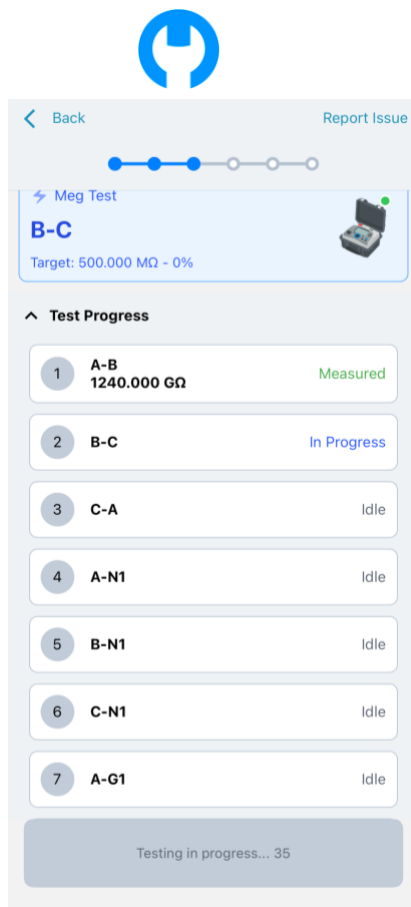 Back
Report Issue
Meg Test
B-C
Target: 500.000 MΩ - 0%
Test Progress
1
A-B
1240.000 GΩ
Measured
2
B-C
In Progress
3
C-A
Idle
4
A-N1
Idle
5
B-N1
Idle
6
C-N1
Idle
7
A-G1
Idle
Testing in progress... 35